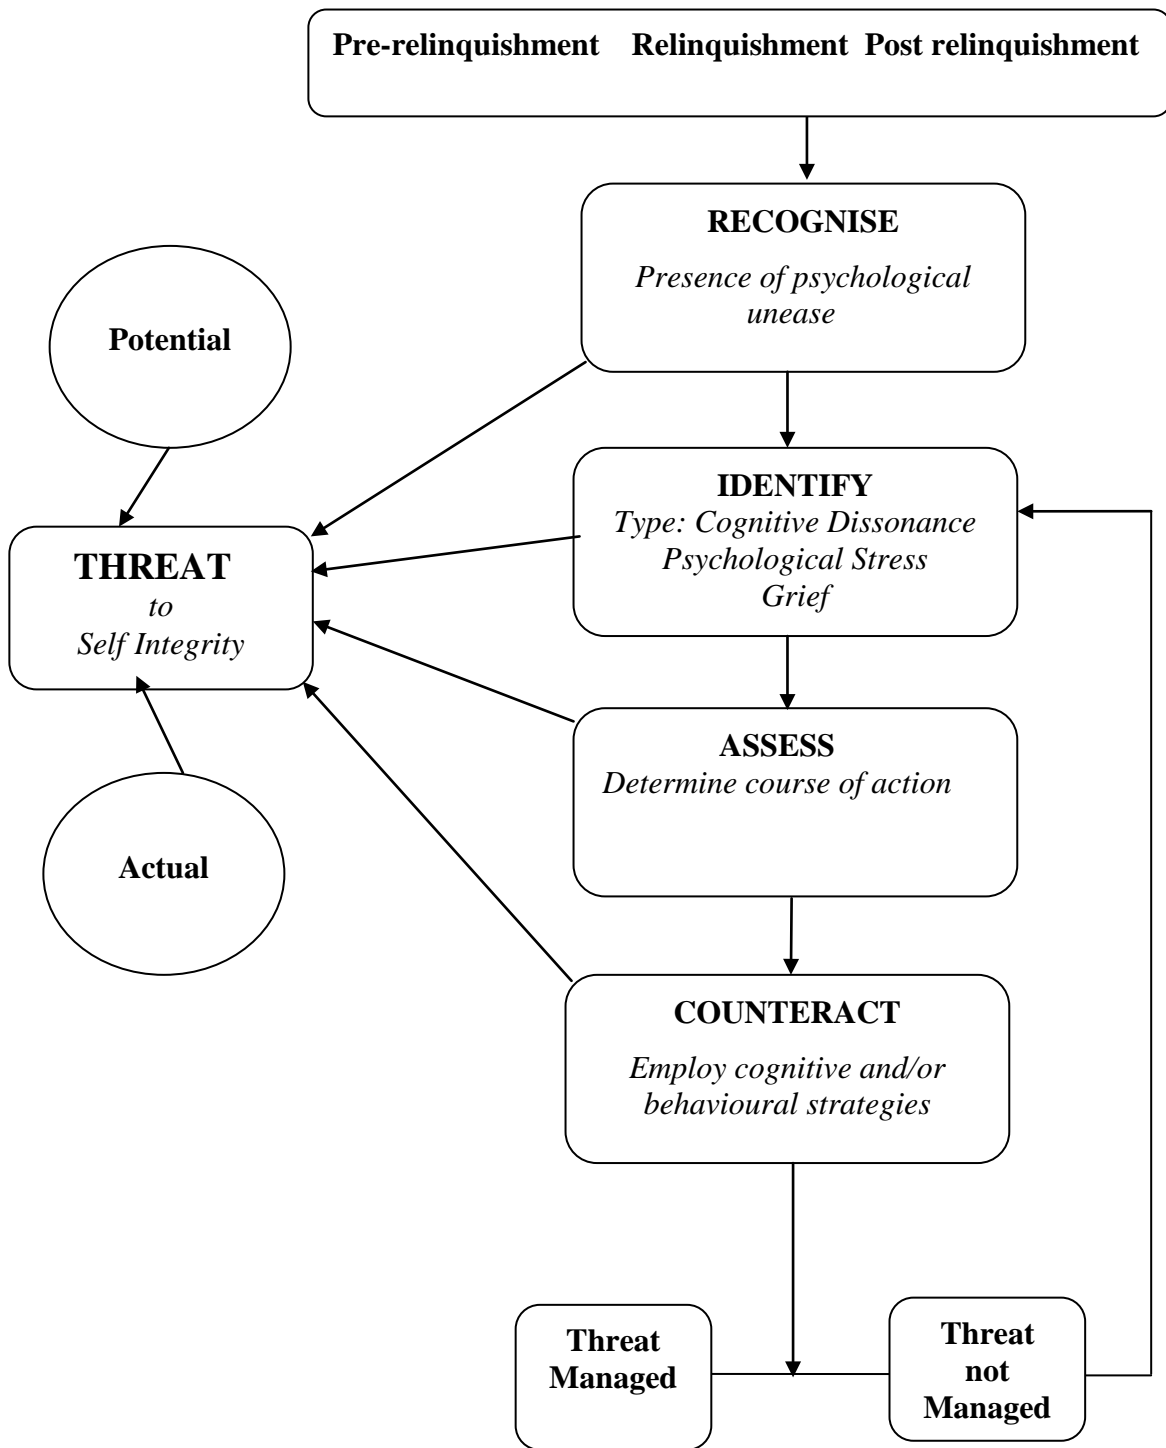 Pre-relinquishment Relinquishment Post relinquishment
RECOGNISE
Presence of psychological
unease
Potential
IDENTIFY
Type: Cognitive Dissonance
Psychological Stress
Grief
THREAT
to
Self Integrity
ASSESS
Determine course of action
Actual
COUNTERACT
Employ cognitive and/or
behavioural strategies
Threat
Managed
Threat
not
Managed